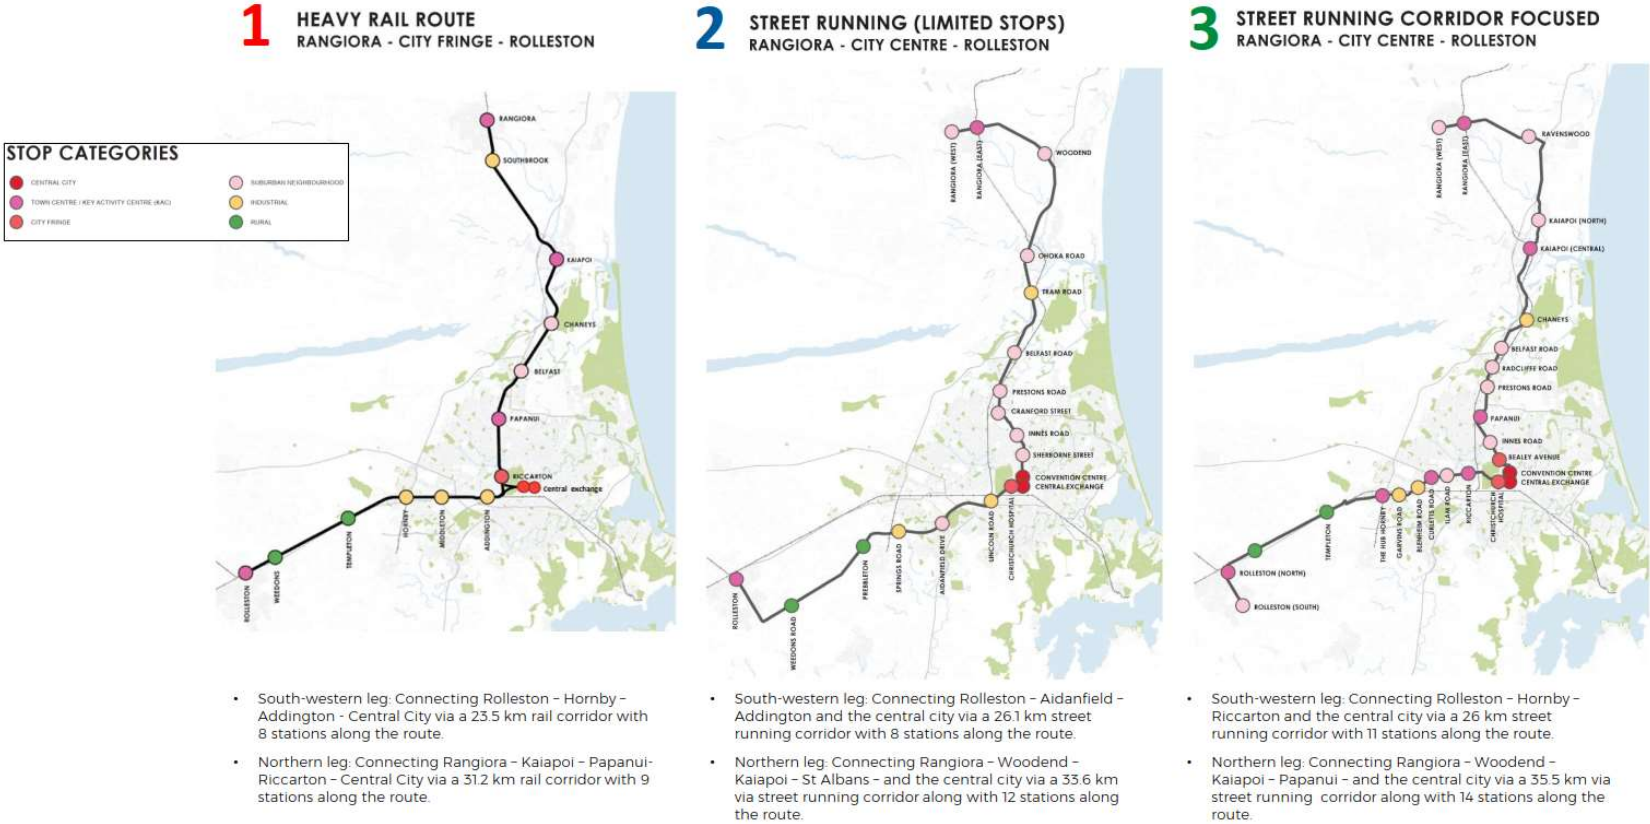 1
HEAVY RAIL ROUTE
RANGIORA - CITY FRINGE - ROLLESTON
STOP CATEGORIES
CENTRAL CITY
TOWN CENTRE / KEY ACTIVITY CENTRE (KAC)
CITY FRINGE
SUBURBAN NEIGHBOURHOOD
INDUSTRIAL
RURAL
RANGIORA
SOUTHBROOK
KAIAPOI
CHANEYS
BELFAST
PAPANUI
RICCARTON
Central exchange
HORNBY
MIDDLETON
ADDINGTON
TEMPLETON
WEEDONS
ROLLESTON
• South-western leg: Connecting Rolleston – Hornby –
Addington - Central City via a 23.5 km rail corridor with
8 stations along the route.
• Northern leg: Connecting Rangiora – Kaiapoi – Papanui-
Riccarton – Central City via a 31.2 km rail corridor with 9
stations along the route.
2
STREET RUNNING (LIMITED STOPS)
RANGIORA - CITY CENTRE - ROLLESTON
RANGIORA (WEST)
RANGIORA (EAST)
WOODEND
OHOKA ROAD
TRAM ROAD
BELFAST ROAD
PRESTONS ROAD
CRANFORD STREET
INNES ROAD
SHERBORNE STREET
CONVENTION CENTRE
CENTRAL EXCHANGE
CHRISTCHURCH HOSPITAL
LINCOLN ROAD
AIDANFIELD DRIVE
SPRINGS ROAD
PREBBLETON
WEEDONS ROAD
ROLLESTON
• South-western leg: Connecting Rolleston – Aidanfield –
Addington and the central city via a 26.1 km street
running corridor with 8 stations along the route.
• Northern leg: Connecting Rangiora – Woodend –
Kaiapoi – St Albans – and the central city via a 33.6 km
via street running corridor along with 12 stations along
the route.
3
STREET RUNNING CORRIDOR FOCUSED
RANGIORA - CITY CENTRE - ROLLESTON
RANGIORA (WEST)
RANGIORA (EAST)
RAVENSWOOD
KAIAPOI (NORTH)
KAIAPOI (CENTRAL)
CHANEYS
BELFAST ROAD
RADCLIFFE ROAD
PRESTONS ROAD
PAPANUI
INNES ROAD
BEALEY AVENUE
CONVENTION CENTRE
CENTRAL EXCHANGE
CHRISTCHURCH
HOSPITAL
RICCARTON
ILAM ROAD
CURLETTS ROAD
BLENHEIM ROAD
GARVINS ROAD
THE HUB HORNBY
TEMPLETON
ROLLESTON (NORTH)
ROLLESTON (SOUTH)
• South-western leg: Connecting Rolleston – Hornby –
Riccarton and the central city via a 26 km street
running corridor with 11 stations along the route.
• Northern leg: Connecting Rangiora – Woodend –
Kaiapoi – Papanui – and the central city via a 35.5 km via
street running corridor along with 14 stations along the
route.